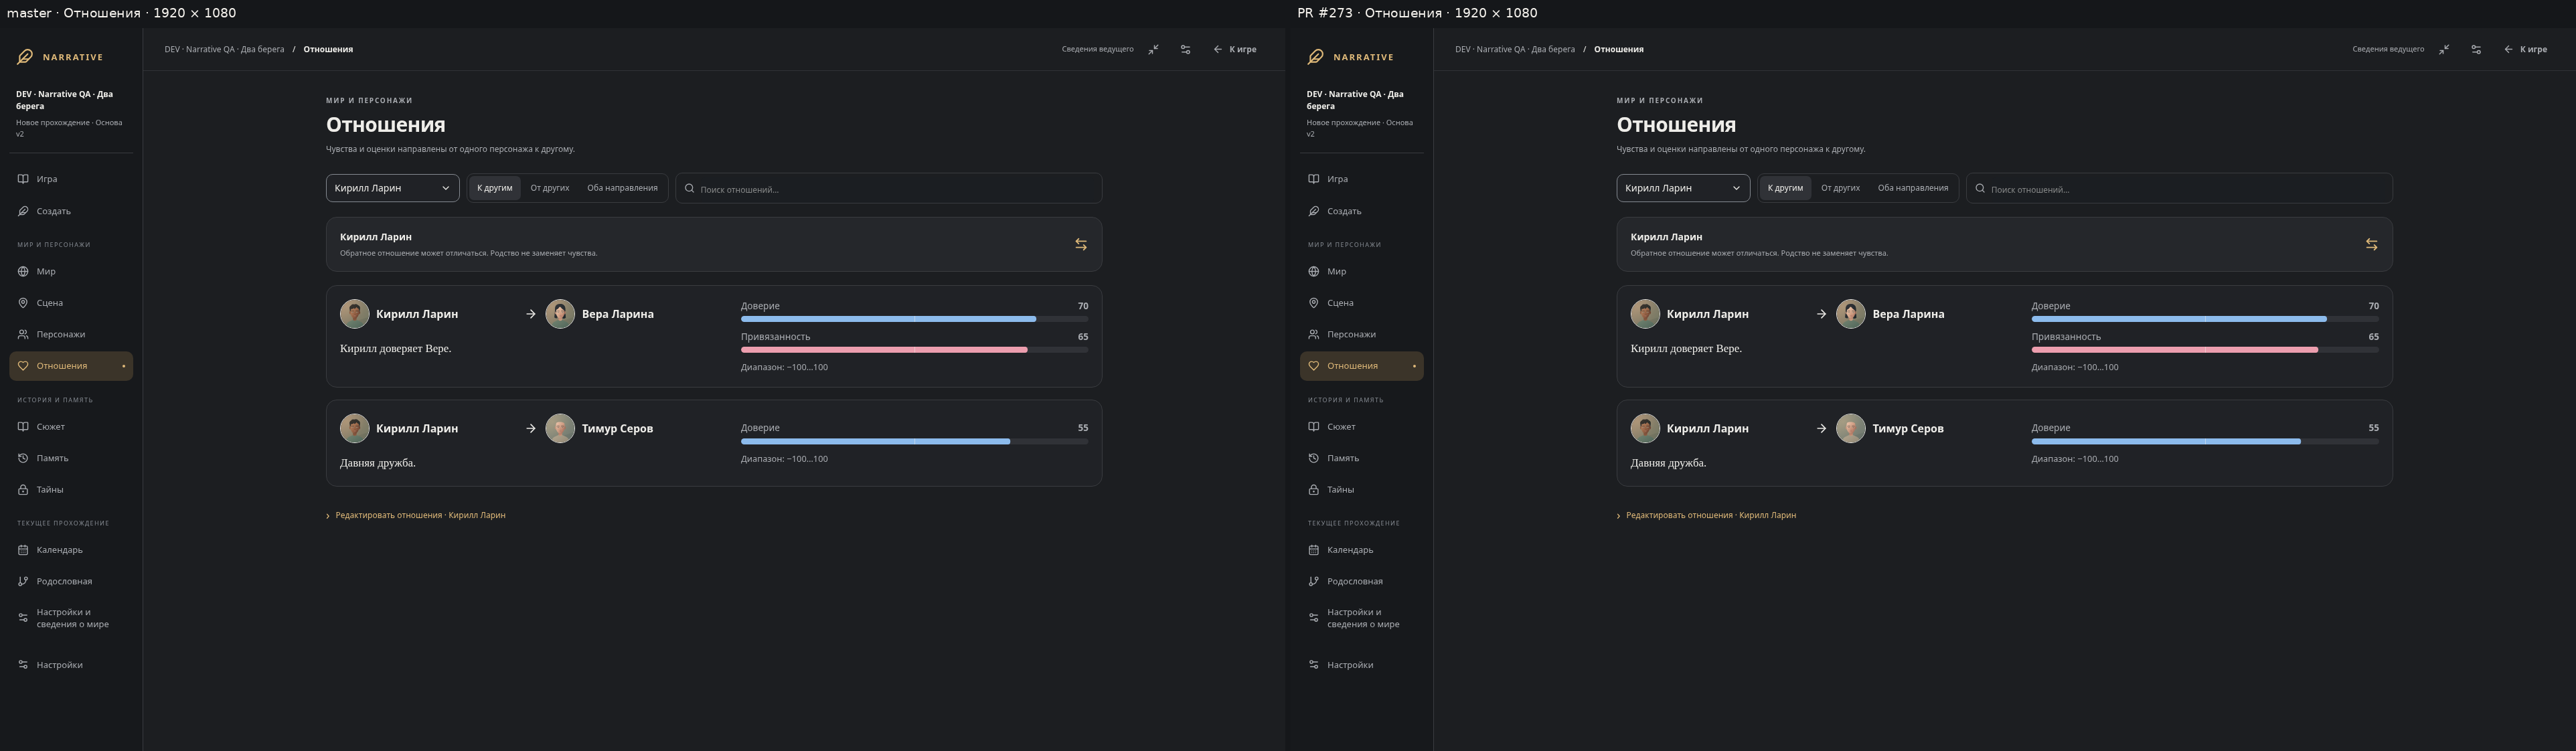 master · Отношения · 1920 × 1080
NARRATIVE
DEV · Narrative QA · Два
берега
Новое прохождение · Основа
v2
Игра
Создать
МИР И ПЕРСОНАЖИ
Мир
Сцена
Персонажи
Отношения
ИСТОРИЯ И ПАМЯТЬ
Сюжет
Память
Тайны
ТЕКУЩЕЕ ПРОХОЖДЕНИЕ
Календарь
Родословная
Настройки и
сведения о мире
Настройки
DEV · Narrative QA · Два берега / Отношения
Сведения ведущего
К игре
МИР И ПЕРСОНАЖИ
Отношения
Чувства и оценки направлены от одного персонажа к другому.
Кирилл Ларин
К другим От других Оба направления
Поиск отношений...
Кирилл Ларин
Обратное отношение может отличаться. Родство не заменяет чувства.
Кирилл Ларин → Вера Ларина
Кирилл доверяет Вере.
Доверие 70
Привязанность 65
Диапазон: −100…100
Кирилл Ларин → Тимур Серов
Давняя дружба.
Доверие 55
Диапазон: −100…100
› Редактировать отношения · Кирилл Ларин
PR #273 · Отношения · 1920 × 1080
NARRATIVE
DEV · Narrative QA · Два
берега
Новое прохождение · Основа
v2
Игра
Создать
МИР И ПЕРСОНАЖИ
Мир
Сцена
Персонажи
Отношения
ИСТОРИЯ И ПАМЯТЬ
Сюжет
Память
Тайны
ТЕКУЩЕЕ ПРОХОЖДЕНИЕ
Календарь
Родословная
Настройки и
сведения о мире
Настройки
DEV · Narrative QA · Два берега / Отношения
Сведения ведущего
К игре
МИР И ПЕРСОНАЖИ
Отношения
Чувства и оценки направлены от одного персонажа к другому.
Кирилл Ларин
К другим От других Оба направления
Поиск отношений...
Кирилл Ларин
Обратное отношение может отличаться. Родство не заменяет чувства.
Кирилл Ларин → Вера Ларина
Кирилл доверяет Вере.
Доверие 70
Привязанность 65
Диапазон: −100…100
Кирилл Ларин → Тимур Серов
Давняя дружба.
Доверие 55
Диапазон: −100…100
› Редактировать отношения · Кирилл Ларин